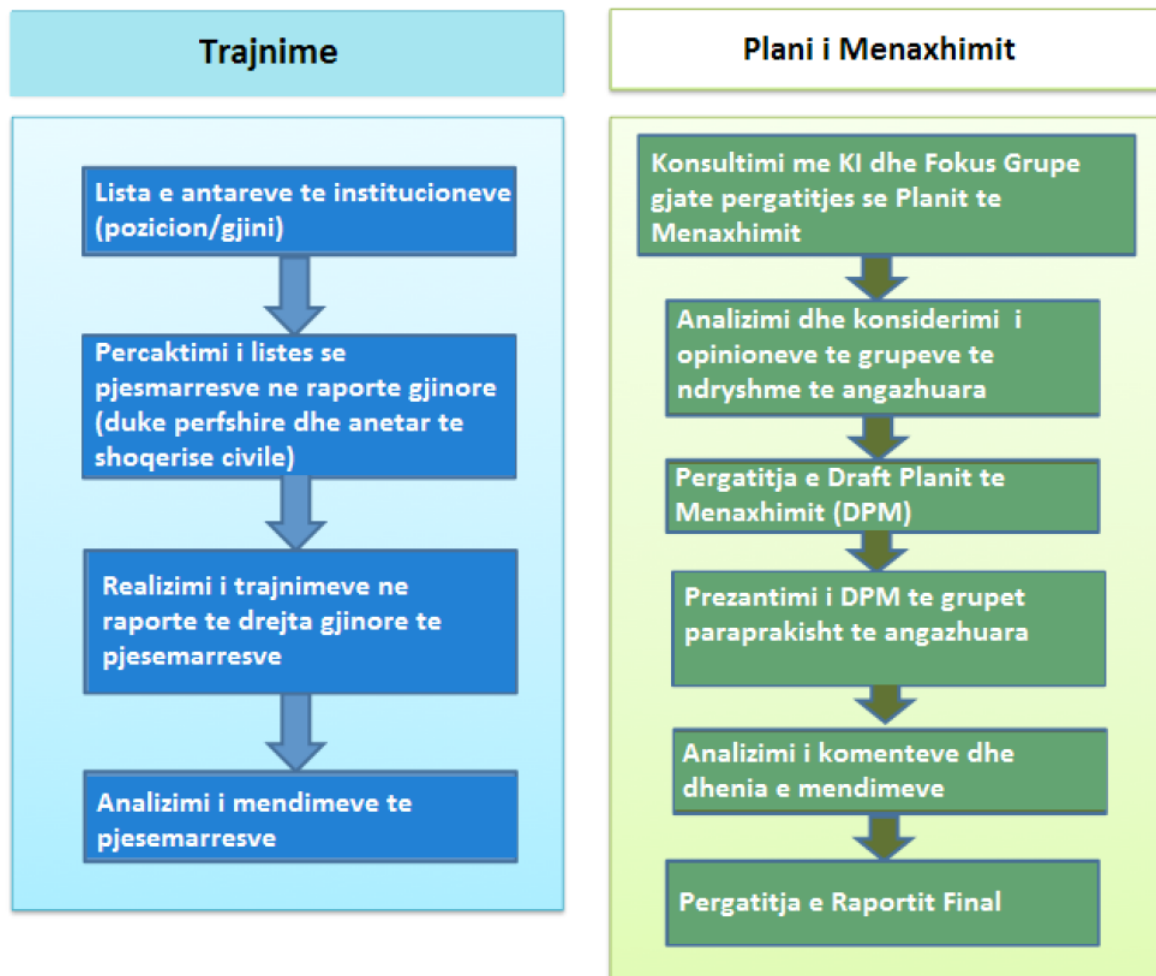 Trajnime
Lista e antareve te institucioneve
(pozicion/gjini)
Percaktimi i listes se
pjesmarresve ne raporte gjinore
(duke perfshire dhe anetar te
shoqerise civile)
Realizimi i trajnimeve ne
raporte te drejta gjinore te
pjesemarresve
Analizimi i mendimeve te
pjesemarresve
Plani i Menaxhimit
Konsultimi me KI dhe Fokus Grupe
gjate pergatitjes se Planit te
Menaxhimit
Analizimi dhe konsiderimi i
opinioneve te grupeve te
ndryshme te angazhuara
Pergatitja e Draft Planit te
Menaxhimit (DPM)
Prezantimi i DPM te grupet
paraprakisht te angazhuara
Analizimi i komenteve dhe
dhenia e mendimeve
Pergatitja e Raportit Final